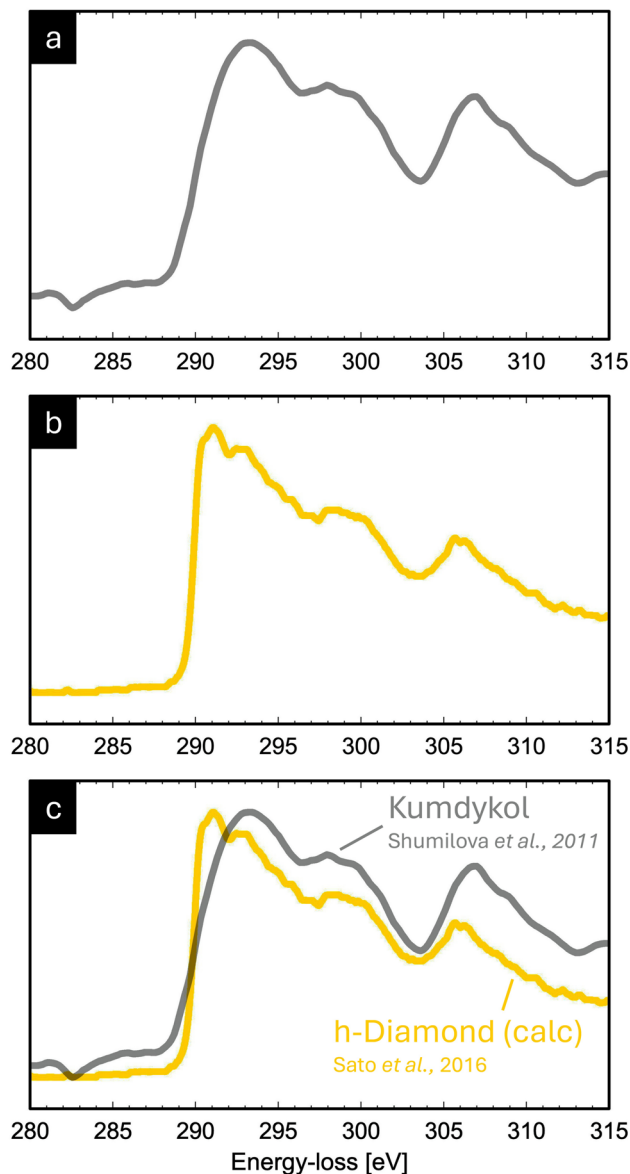 a
280 285 290 295 300 305 310 315
b
280 285 290 295 300 305 310 315
c
Kumdykol
Shumilova et al., 2011
h-Diamond (calc)
Sato et al., 2016
280 285 290 295 300 305 310 315
Energy-loss [eV]